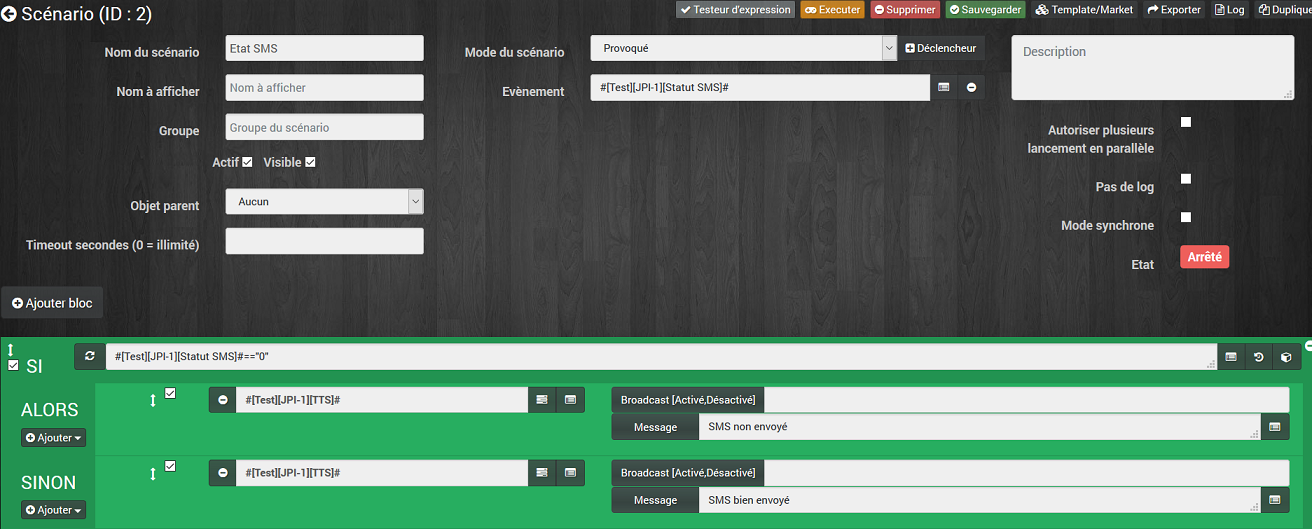 Scénario (ID : 2)
Testeur d'expression
Executer
Supprimer
Sauvegarder
Template/Market
Exporter
Log
Duplique
Nom du scénario
Etat SMS
Mode du scénario
Provoqué
Déclencheur
Description
Nom à afficher
Nom à afficher
Evènement
#[Test][JPI-1][Statut SMS]#
Groupe
Groupe du scénario
Autoriser plusieurs
lancement en parallèle
Actif
Visible
Pas de log
Objet parent
Aucun
Mode synchrone
Timeout secondes (0 = illimité)
Etat
Arrêté
Ajouter bloc
SI
#[Test][JPI-1][Statut SMS]#=="0"
ALORS
Ajouter
#[Test][JPI-1][TTS]#
Broadcast [Activé,Désactivé]
Message
SMS non envoyé
SINON
Ajouter
#[Test][JPI-1][TTS]#
Broadcast [Activé,Désactivé]
Message
SMS bien envoyé